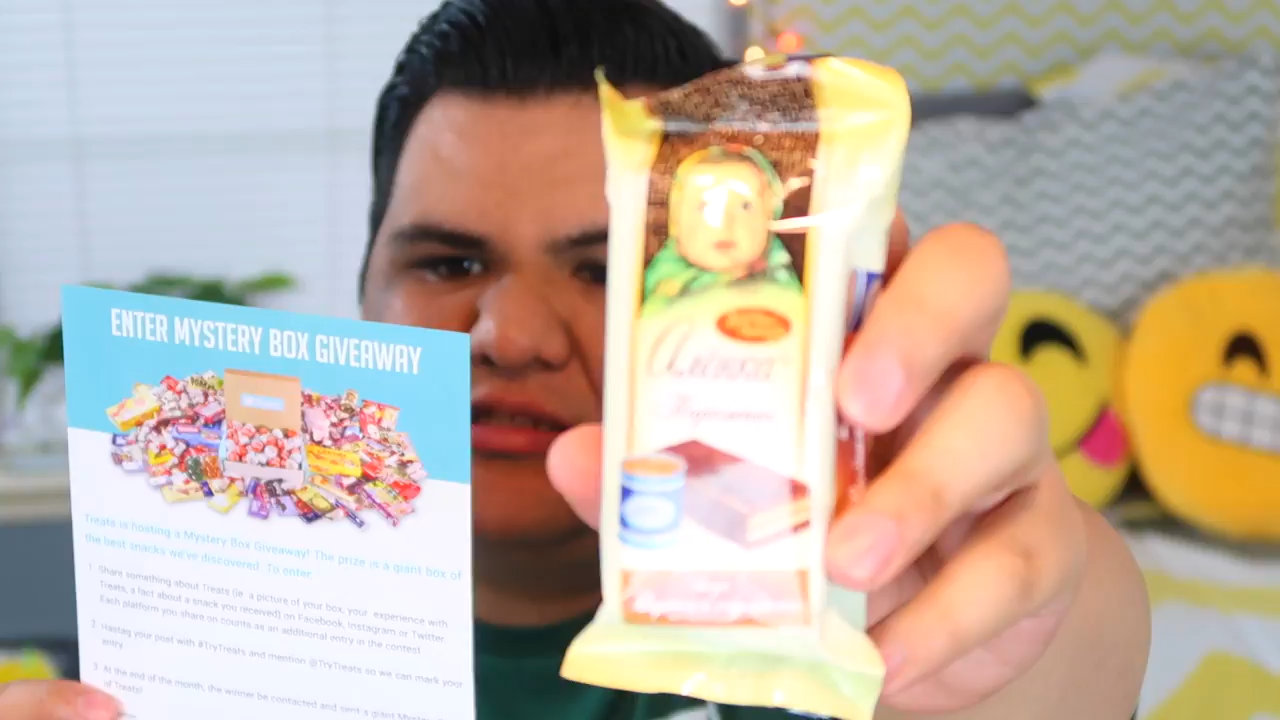 ENTER MYSTERY BOX GIVEAWAY
Treats is hosting a Mystery Box Giveaway! The prize is a giant box of
the best snacks we've discovered. To enter:
1. Share something about Treats (ie. a picture of your box, your experience with
Treats, a fact about a snack you received) on Facebook, Instagram or Twitter.
Each platform you share on counts as an additional entry in the contest
2. Hastag your post with #TryTreats and mention @TryTreats so we can mark your
entry
3. At the end of the month, the winner be contacted and sent a giant
of Treats!
Алёнка